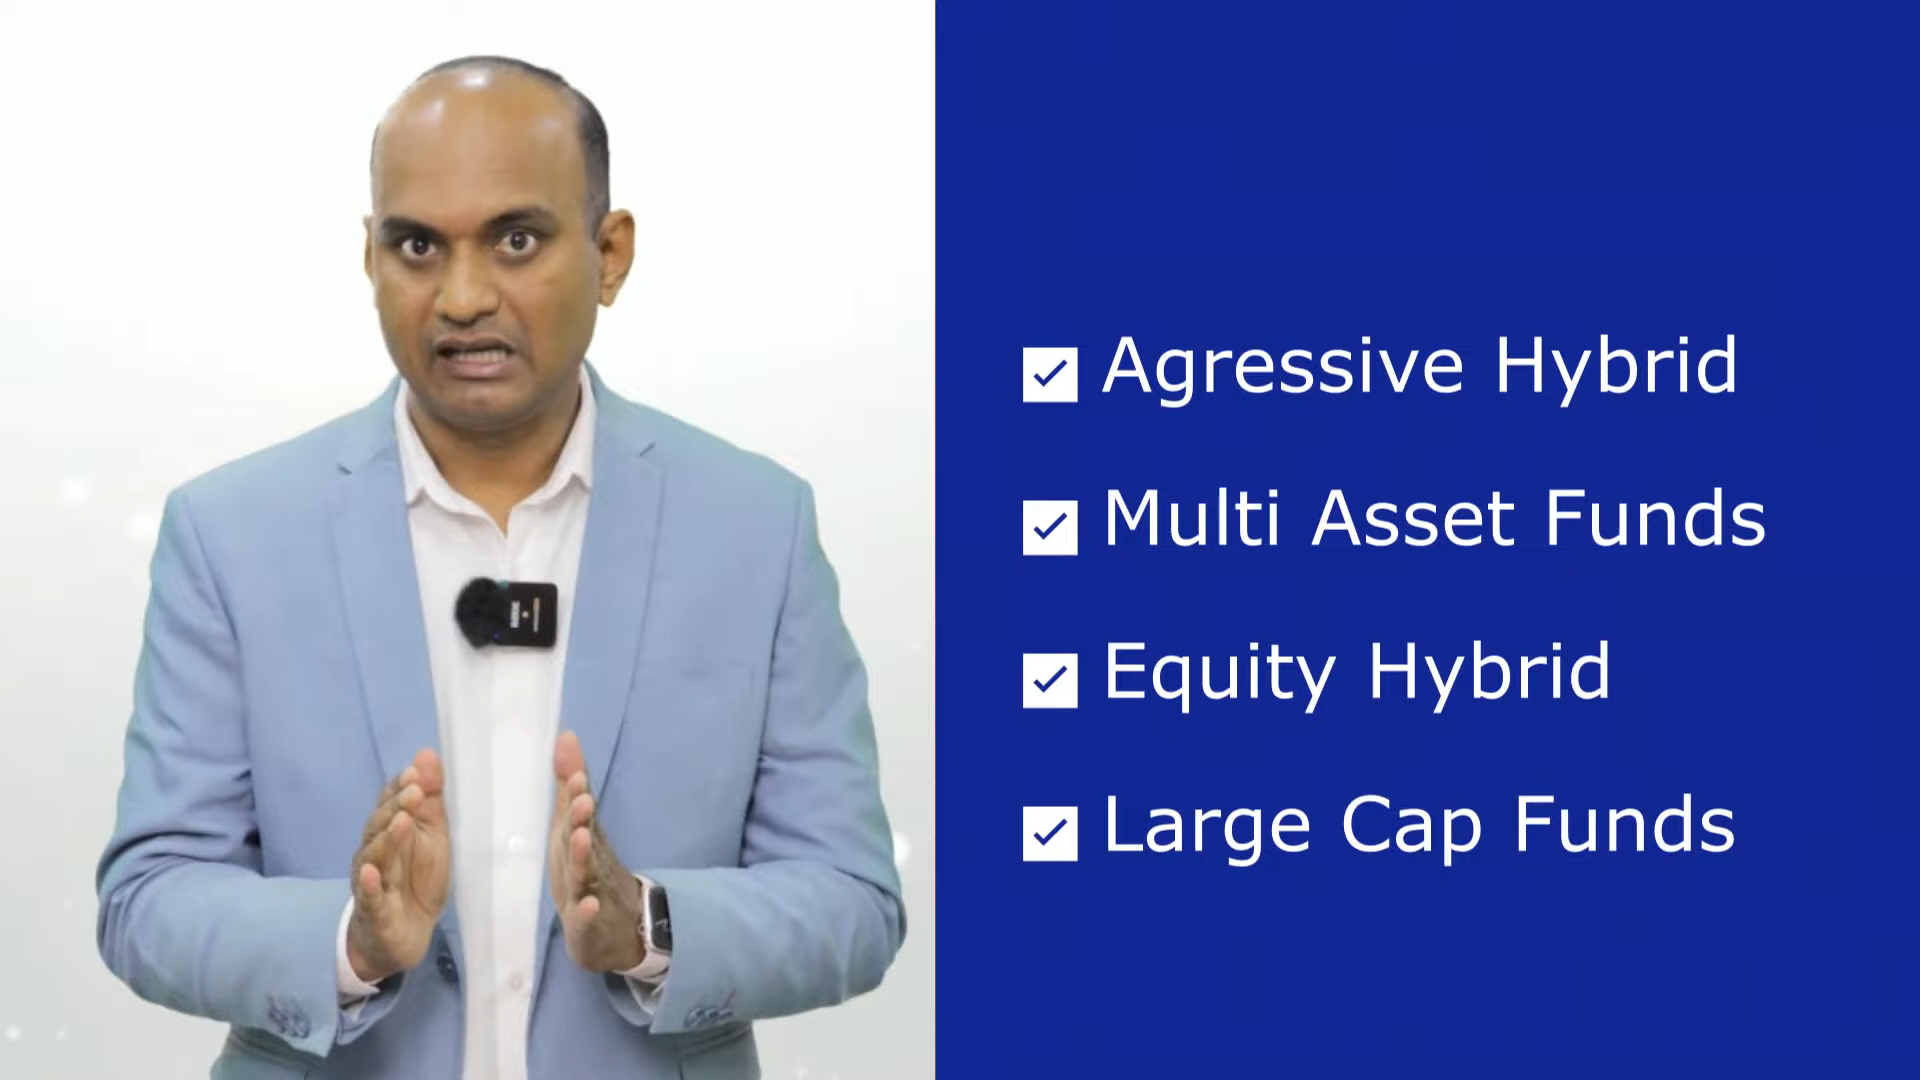 Agressive Hybrid
Multi Asset Funds
Equity Hybrid
Large Cap Funds